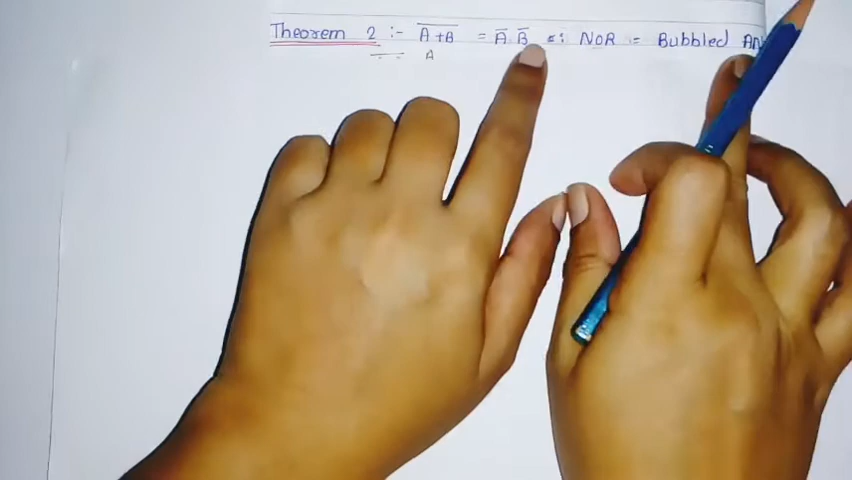 Theorem 2 :- A̅+̅B̅ = A̅ B̅ NOR = Bubbled
A